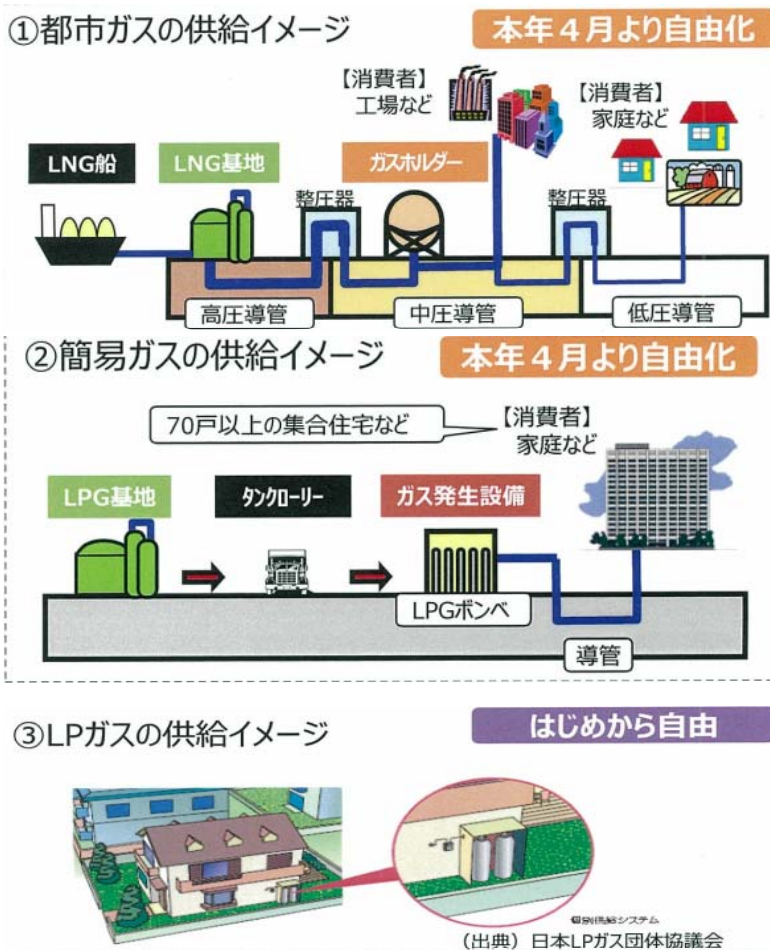 ①都市ガスの供給イメージ
本年４月より自由化
【消費者】
工場など
【消費者】
家庭など
LNG船
LNG基地
ガスホルダー
整圧器
整圧器
高圧導管
中圧導管
低圧導管
②簡易ガスの供給イメージ
本年４月より自由化
70戸以上の集合住宅など
【消費者】
家庭など
LPG基地
タンクローリー
ガス発生設備
LPGボンベ
導管
③LPガスの供給イメージ
はじめから自由
個別供給システム
（出典）日本LPガス団体協議会